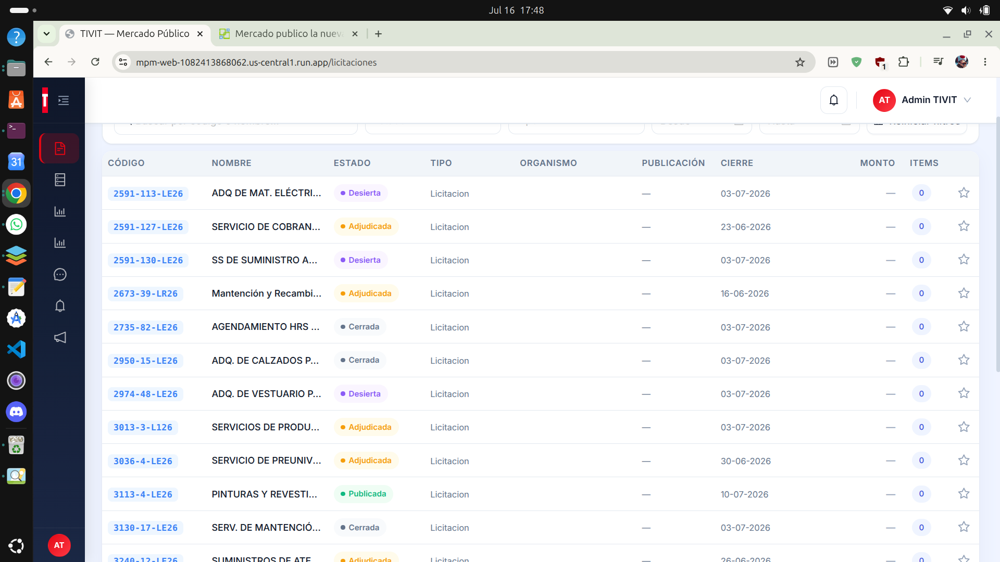 Jul 16 17:48
TIVIT — Mercado Público
Mercado publico la nueva
mpm-web-1082413868062.us-central1.run.app/licitaciones
1
31
T
AT
Admin TIVIT
CÓDIGO NOMBRE ESTADO TIPO ORGANISMO PUBLICACIÓN CIERRE MONTO ITEMS
2591-113-LE26 ADQ DE MAT. ELÉCTRI... Desierta Licitacion — 03-07-2026 — 0
2591-127-LE26 SERVICIO DE COBRAN... Adjudicada Licitacion — 23-06-2026 — 0
2591-130-LE26 SS DE SUMINISTRO A... Desierta Licitacion — 03-07-2026 — 0
2673-39-LR26 Mantención y Recambi... Adjudicada Licitacion — 16-06-2026 — 0
2735-82-LE26 AGENDAMIENTO HRS ... Cerrada Licitacion — 03-07-2026 — 0
2950-15-LE26 ADQ. DE CALZADOS P... Cerrada Licitacion — 03-07-2026 — 0
2974-48-LE26 ADQ. DE VESTUARIO P... Desierta Licitacion — 03-07-2026 — 0
3013-3-L126 SERVICIOS DE PRODU... Adjudicada Licitacion — 03-07-2026 — 0
3036-4-LE26 SERVICIO DE PREUNIV... Adjudicada Licitacion — 30-06-2026 — 0
3113-4-LE26 PINTURAS Y REVESTI... Publicada Licitacion — 10-07-2026 — 0
3130-17-LE26 SERV. DE MANTENCIÓ... Cerrada Licitacion — 03-07-2026 — 0
3240-12-LE26 SUMINISTROS DE ATE Adjudicada Licitacion — 26-06-2026 — 0
AT